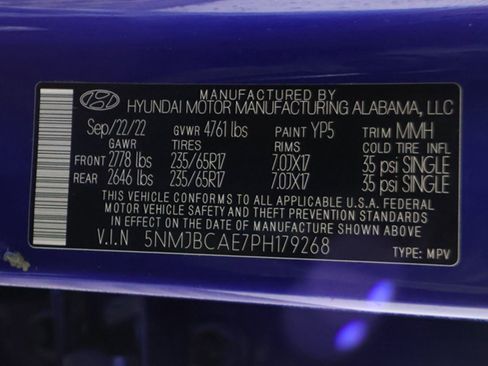 MANUFACTURED BY
HYUNDAI MOTOR MANUFACTURING ALABAMA, LLC
Sep/22/22 GVWR 4761 lbs PAINT YP5 TRIM MMH
GAWR TIRES RIMS COLD TIRE INFL
FRONT 2778 lbs 235/65R17 7.0JX17 35 psi SINGLE
REAR 2646 lbs 235/65R17 7.0JX17 35 psi SINGLE
THIS VEHICLE CONFORMS TO ALL APPLICABLE U.S.A FEDERAL
MOTOR VEHICLE SAFETY AND THEFT PREVENTION STANDARDS
IN EFFECT ON THE DATE OF MANUFACTURE SHOWN ABOVE
V.I.N 5NMJBCAE7PH179268 TYPE: MPV